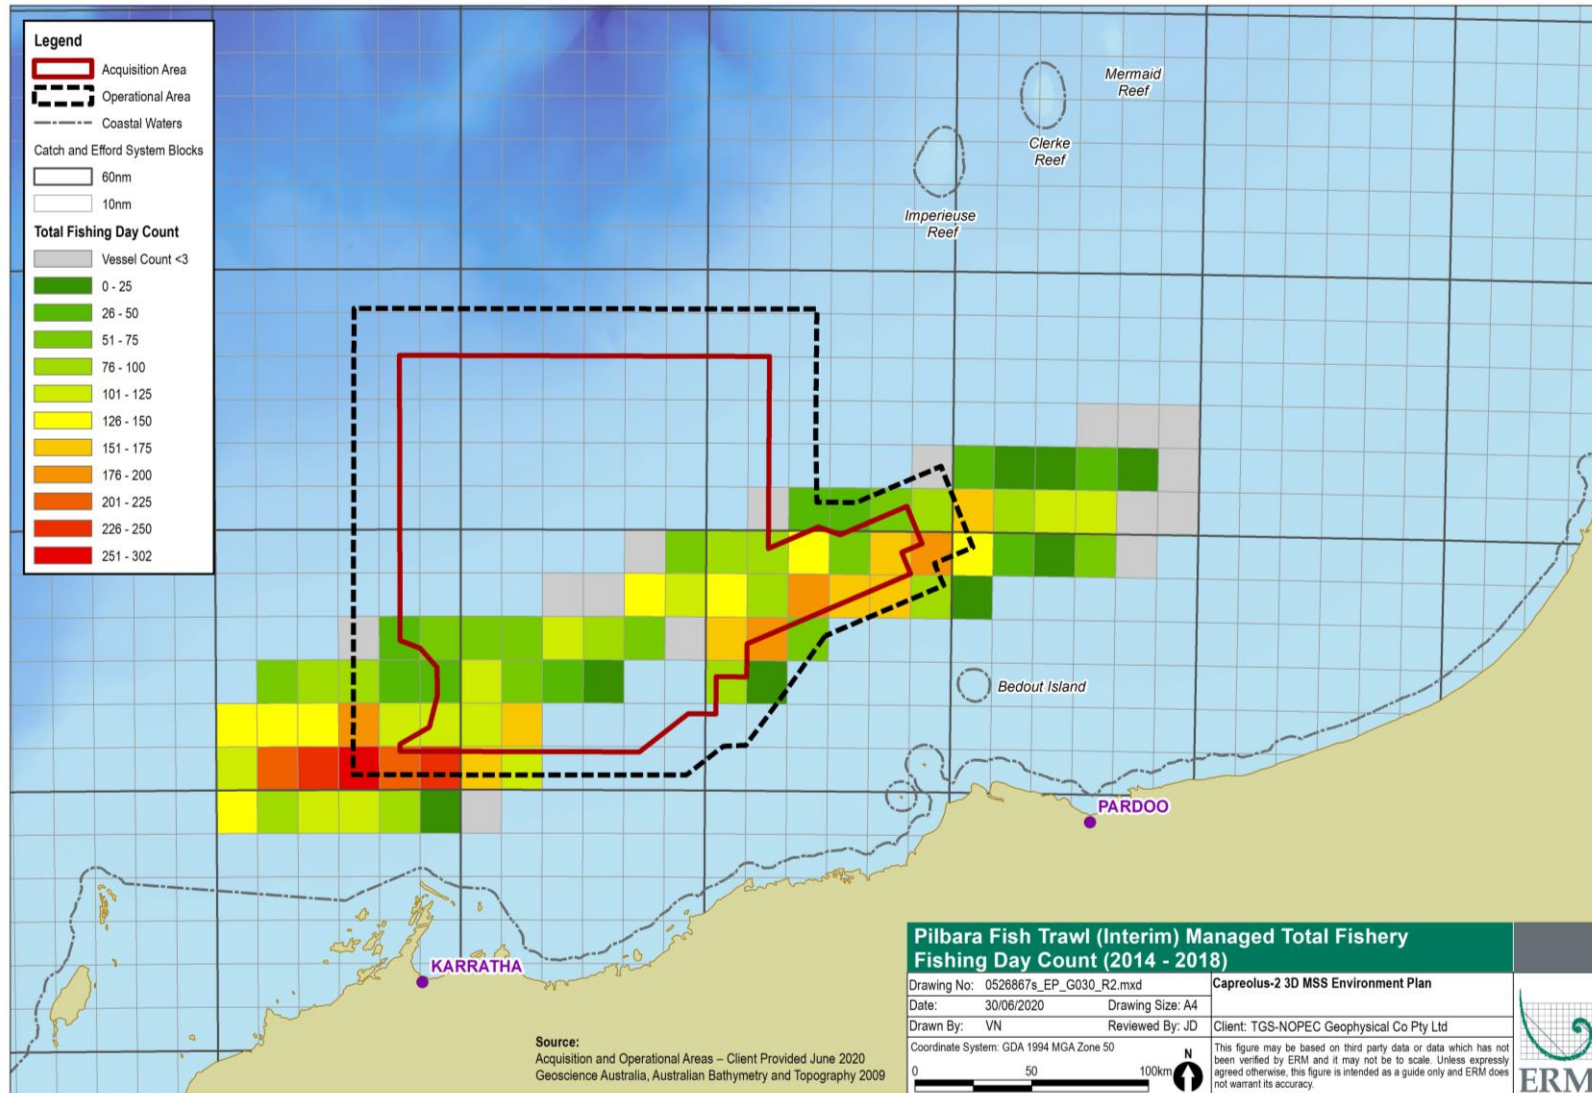 Legend
Acquisition Area
Operational Area
Coastal Waters
Catch and Efford System Blocks
60nm
10nm
Total Fishing Day Count
Vessel Count <3
0 - 25
26 - 50
51 - 75
76 - 100
101 - 125
126 - 150
151 - 175
176 - 200
201 - 225
226 - 250
251 - 302
Mermaid
Reef
Clerke
Reef
Imperieuse
Reef
Bedout Island
PARDOO
KARRATHA
Source:
Acquisition and Operational Areas – Client Provided June 2020
Geoscience Australia, Australian Bathymetry and Topography 2009
Pilbara Fish Trawl (Interim) Managed Total Fishery
Fishing Day Count (2014 - 2018)
Drawing No: 0526867s_EP_G030_R2.mxd
Capreolus-2 3D MSS Environment Plan
Date: 30/06/2020 Drawing Size: A4
Drawn By: VN Reviewed By: JD
Client: TGS-NOPEC Geophysical Co Pty Ltd
Coordinate System: GDA 1994 MGA Zone 50
0 50 100km
N
This figure may be based on third party data or data which has not
been verified by ERM and it may not be to scale. Unless expressly
agreed otherwise, this figure is intended as a guide only and ERM does
not warrant its accuracy.
ERM